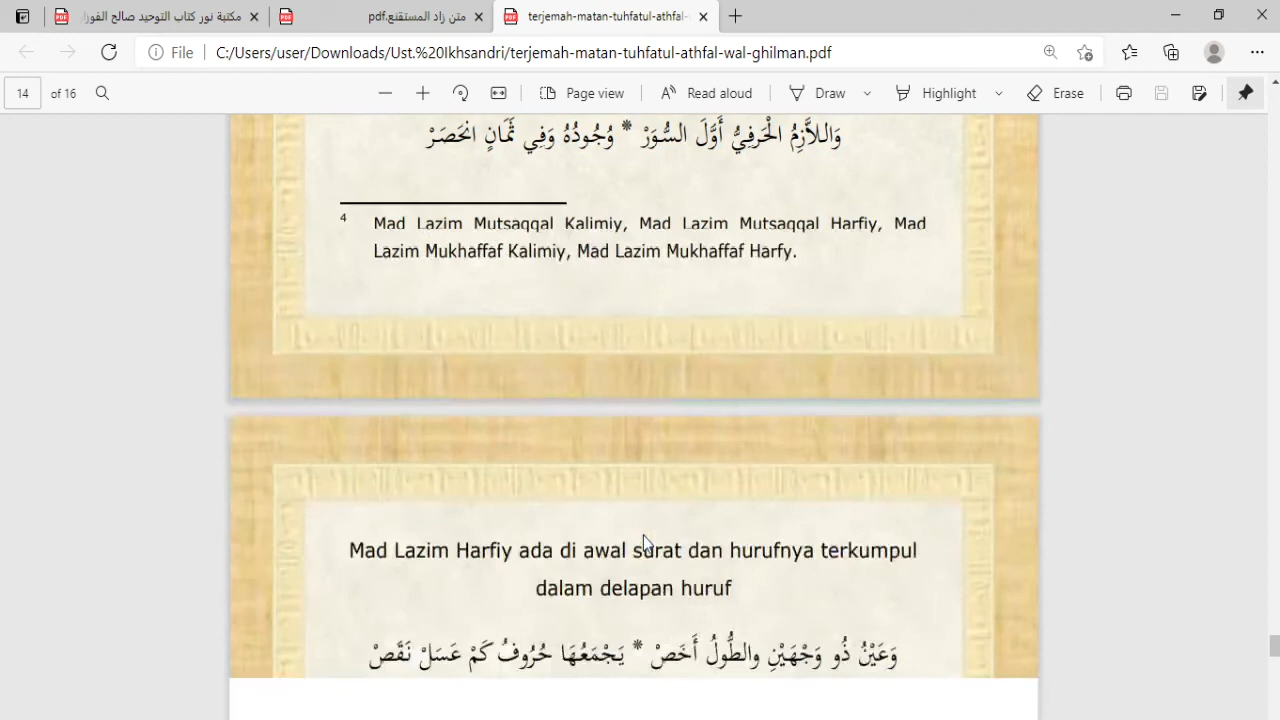 مكتبة نور كتاب التوحيد صالح الفوزا
متن زاد المستقنع.pdf
terjemah-matan-tuhfatul-athfal-
File
C:/Users/user/Downloads/Ust.%20Ikhsandri/terjemah-matan-tuhfatul-athfal-wal-ghilman.pdf
14 of 16
Page view
Read aloud
Draw
Highlight
Erase
وَاللاَّزِمُ الْحَرْفِيُّ أَوَّلَ السُّوَرْ * وُجُودُهُ وَفِي ثَمَانٍ انْحَصَرْ
4 Mad Lazim Mutsaqqal Kalimiy, Mad Lazim Mutsaqqal Harfiy, Mad
Lazim Mukhaffaf Kalimiy, Mad Lazim Mukhaffaf Harfy.
Mad Lazim Harfiy ada di awal surat dan hurufnya terkumpul
dalam delapan huruf
وَعَيْنُ ذُو وَجْهَيْنِ والطُّولُ أَخَصْ * يَجْمَعُهَا حُرُوفُ كَمْ عَسَلْ نَقَصْ